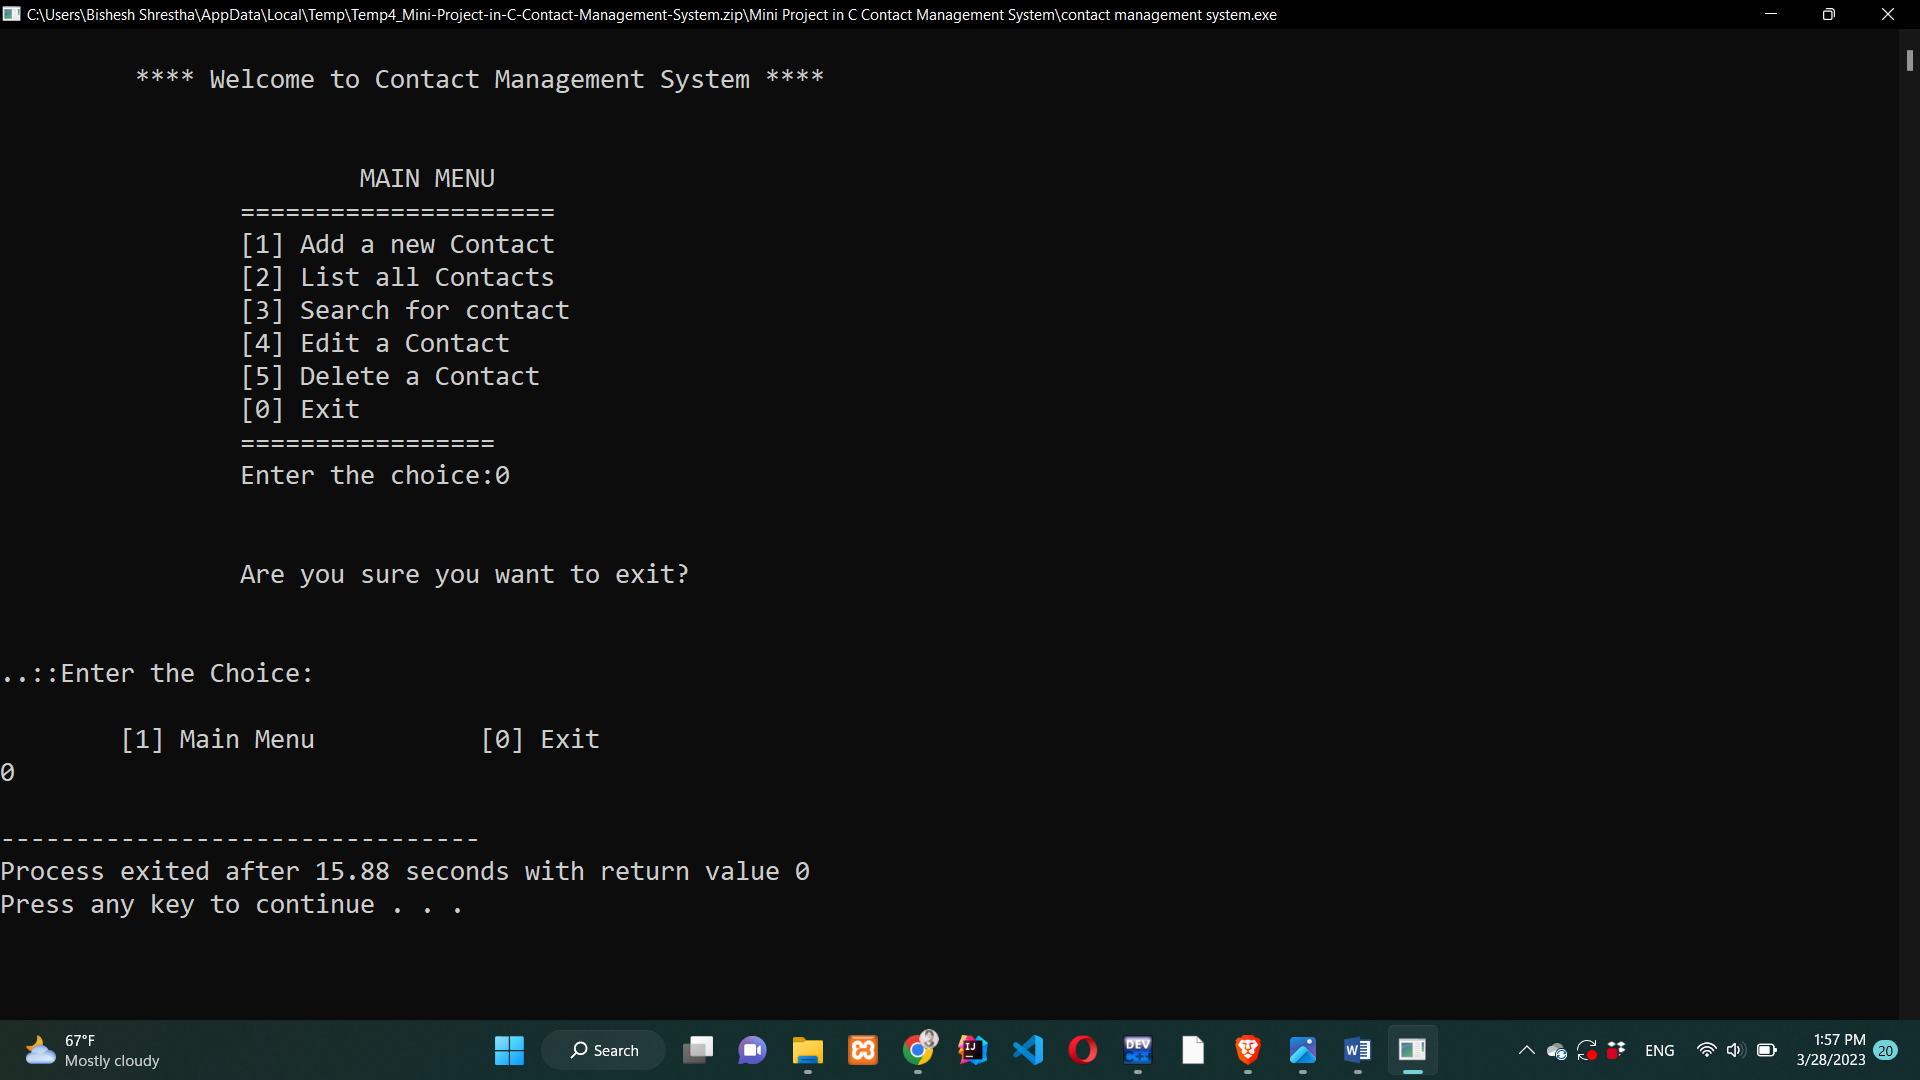 C:\Users\Bishesh Shrestha\AppData\Local\Temp\Temp4_Mini-Project-in-C-Contact-Management-System.zip\Mini Project in C Contact Management System\contact management system.exe
**** Welcome to Contact Management System ****
MAIN MENU
=====================
[1] Add a new Contact
[2] List all Contacts
[3] Search for contact
[4] Edit a Contact
[5] Delete a Contact
[0] Exit
=================
Enter the choice:0
Are you sure you want to exit?
..::Enter the Choice:
[1] Main Menu [0] Exit
0
--------------------------------
Process exited after 15.88 seconds with return value 0
Press any key to continue . . .
67°F
Mostly cloudy
Search
IJ
DEV
C++
W
ENG
1:57 PM
3/28/2023
20